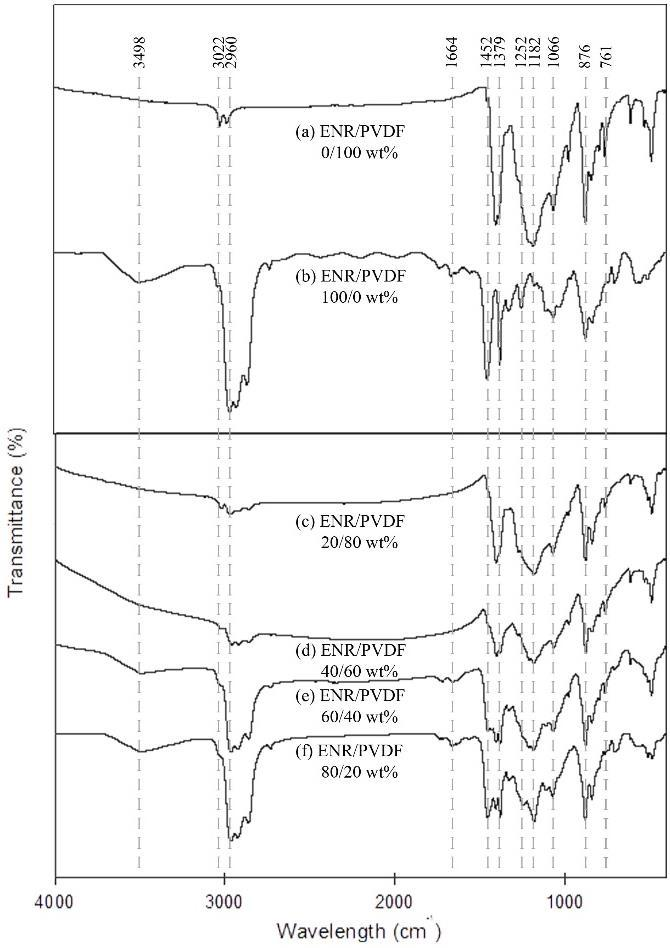 3498
3022
2960
1664
1452
1379
1252
1182
1066
876
761
(a) ENR/PVDF
0/100 wt%
(b) ENR/PVDF
100/0 wt%
(c) ENR/PVDF
20/80 wt%
(d) ENR/PVDF
40/60 wt%
(e) ENR/PVDF
60/40 wt%
(f) ENR/PVDF
80/20 wt%
Transmittance (%)
4000
3000
2000
1000
Wavelength (cm⁻¹)